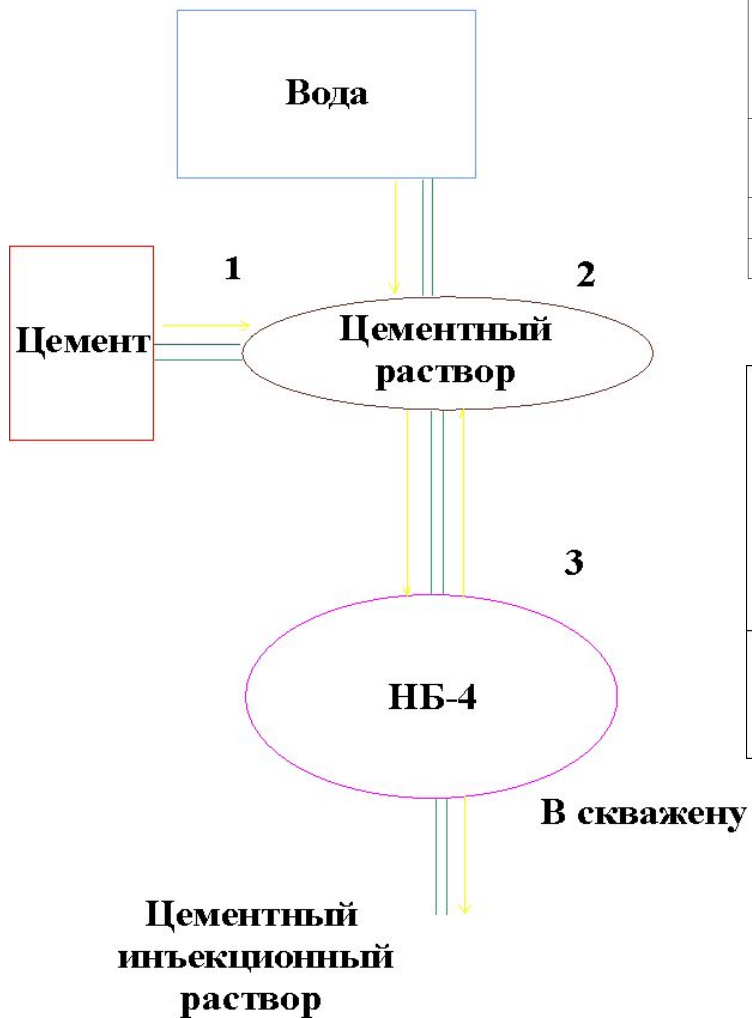 Вода
1
2
Цемент
Цементный
раствор
3
НБ-4
В скважену
Цементный
инъекционный
раствор